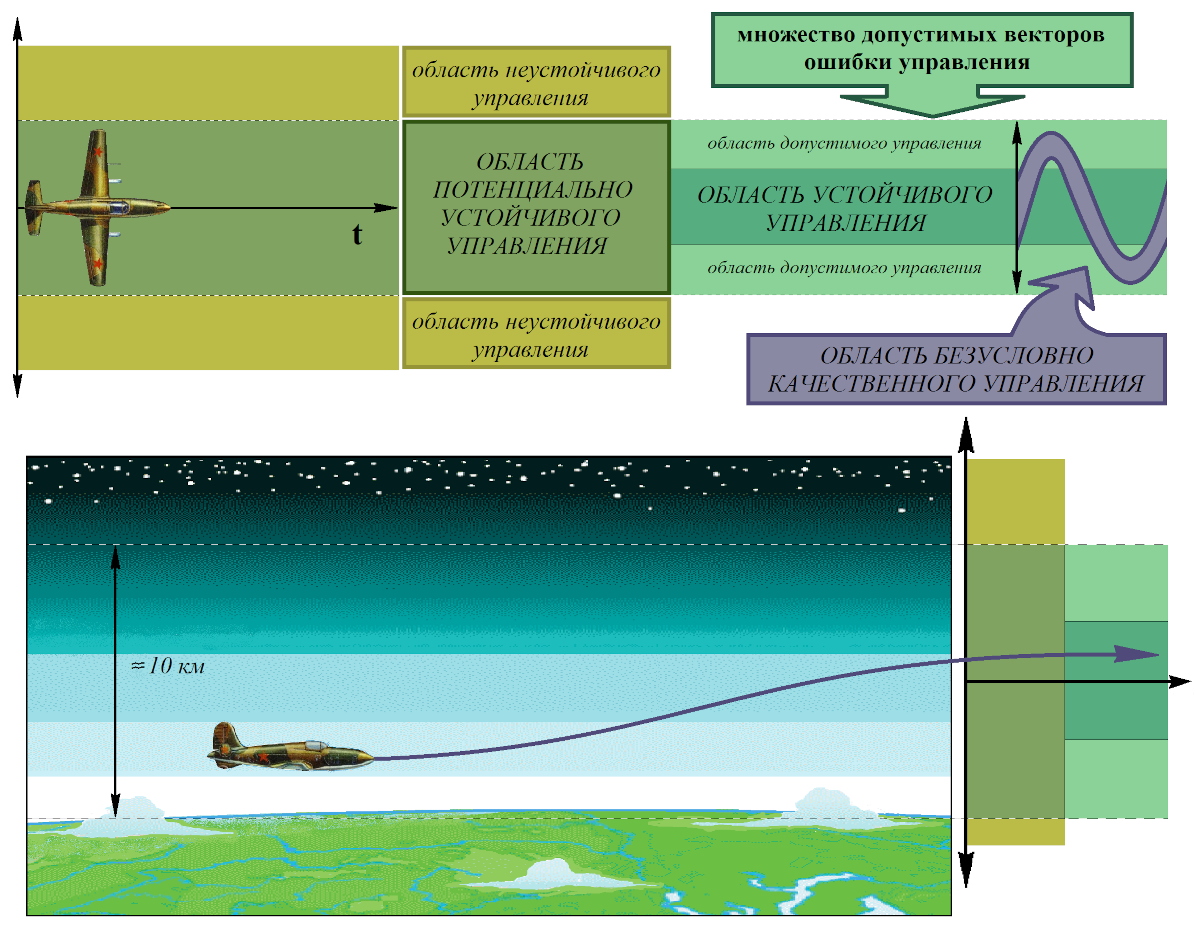 множество допустимых векторов
ошибки управления
область неустойчивого
управления
ОБЛАСТЬ
ПОТЕНЦИАЛЬНО
УСТОЙЧИВОГО
УПРАВЛЕНИЯ
область допустимого управления
ОБЛАСТЬ УСТОЙЧИВОГО
УПРАВЛЕНИЯ
область допустимого управления
t
область неустойчивого
управления
ОБЛАСТЬ БЕЗУСЛОВНО
КАЧЕСТВЕННОГО УПРАВЛЕНИЯ
≈10 км